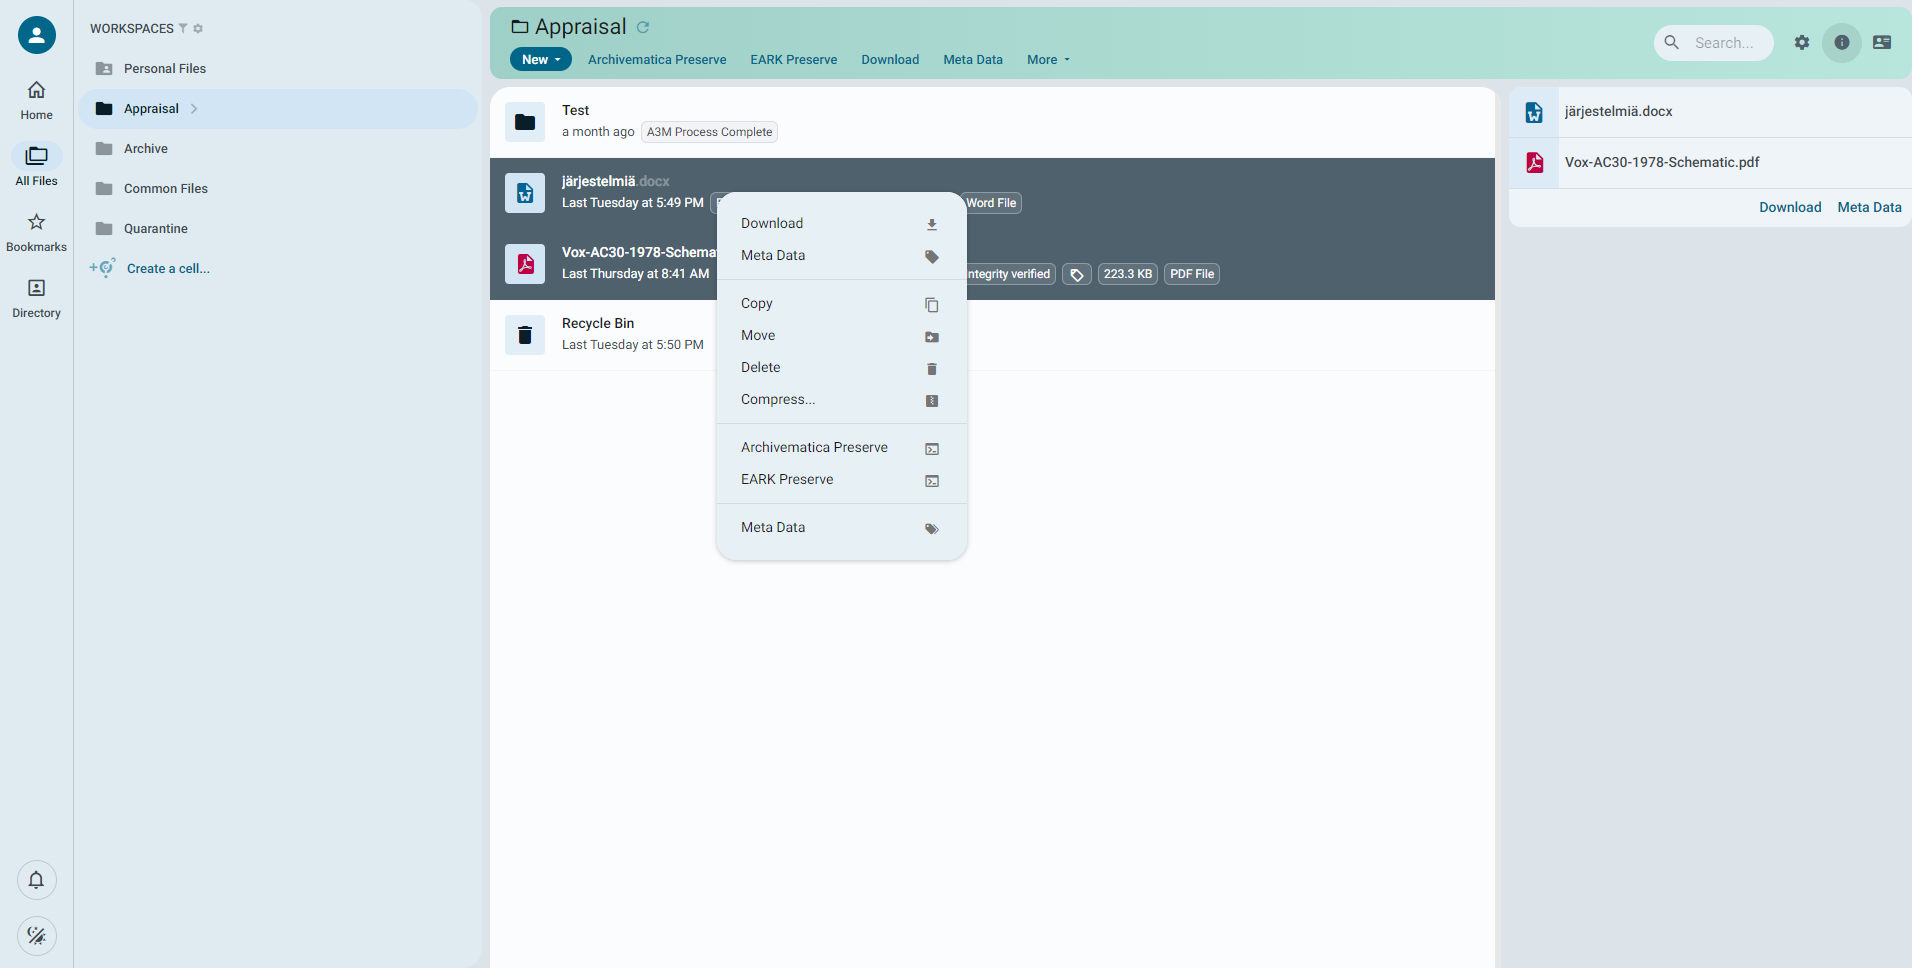 Home
All Files
Bookmarks
Directory
WORKSPACES
Personal Files
Appraisal
Archive
Common Files
Quarantine
Create a cell...
Appraisal
New
Archivematica Preserve
EARK Preserve
Download
Meta Data
More
Search...
Test
a month ago
A3M Process Complete
järjestelmiä.docx
Last Tuesday at 5:49 PM
Word File
Vox-AC30-1978-Schema
Last Thursday at 8:41 AM
ntegrity verified
223.3 KB
PDF File
Recycle Bin
Last Tuesday at 5:50 PM
Download
Meta Data
Copy
Move
Delete
Compress...
Archivematica Preserve
EARK Preserve
Meta Data
järjestelmiä.docx
Vox-AC30-1978-Schematic.pdf
Download
Meta Data